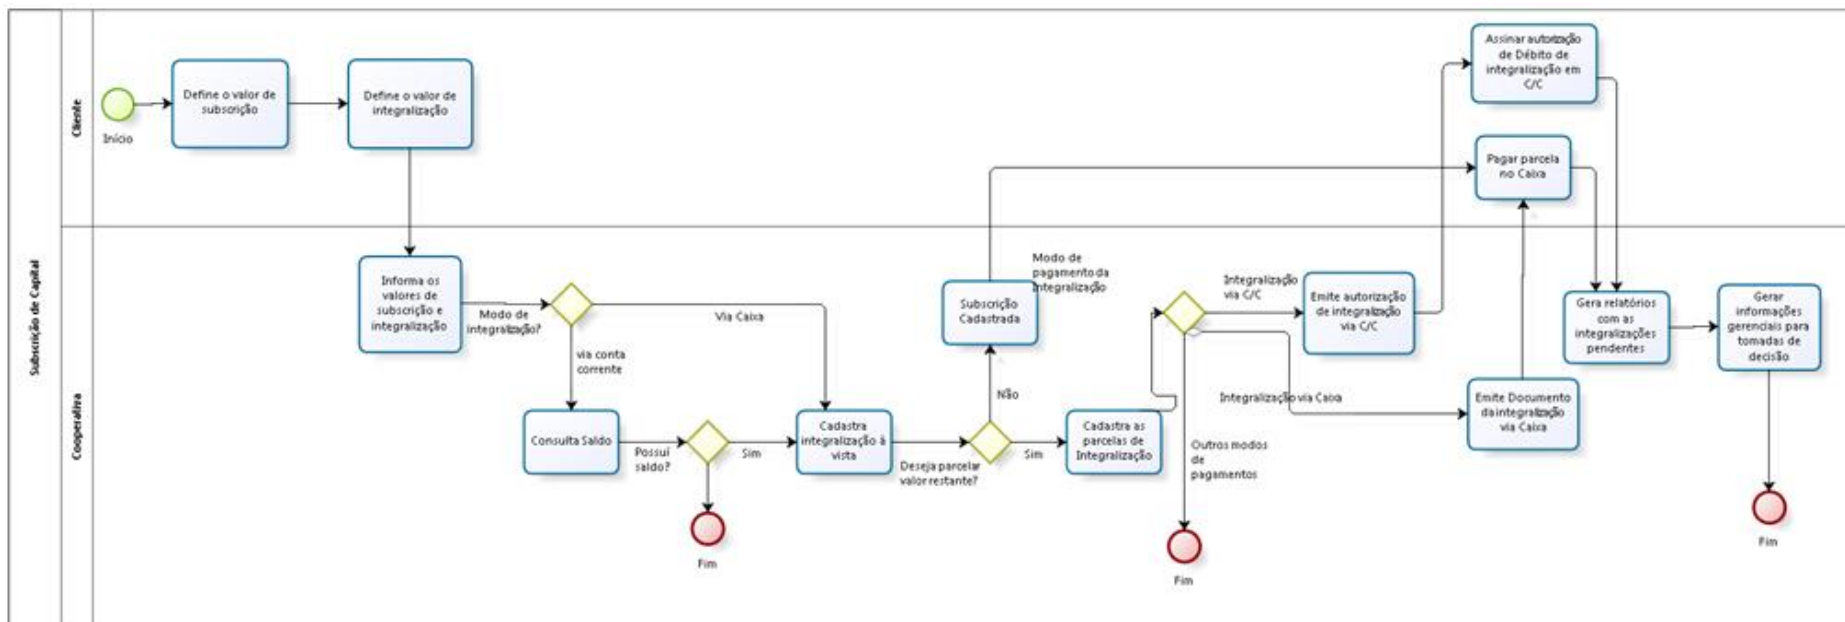 Subscrição de Capital
Cliente
Cooperativa
Início
Define o valor de
subscrição
Define o valor de
integralização
Informa os
valores de
subscrição e
integralização
Modo de
integralização?
Via Caixa
via conta
corrente
Consulta Saldo
Possuí
saldo?
Sim
Fim
Cadastra
integralização à
vista
Deseja parcelar
valor restante?
Não
Sim
Subscrição
Cadastrada
Cadastra as
parcelas de
Integralização
Modo de
pagamento da
Integralização
Integralização
via C/C
Integralização via Caixa
Outros modos
de
pagamentos
Fim
Emite autorização
de integralização
via C/C
Emite Documento
da integralização
via Caixa
Assinar autorização
de Débito de
integralização em
C/C
Pagar parcela
no Caixa
Gera relatórios
com as
integralizações
pendentes
Gerar
informações
gerenciais para
tomadas de
decisão
Fim